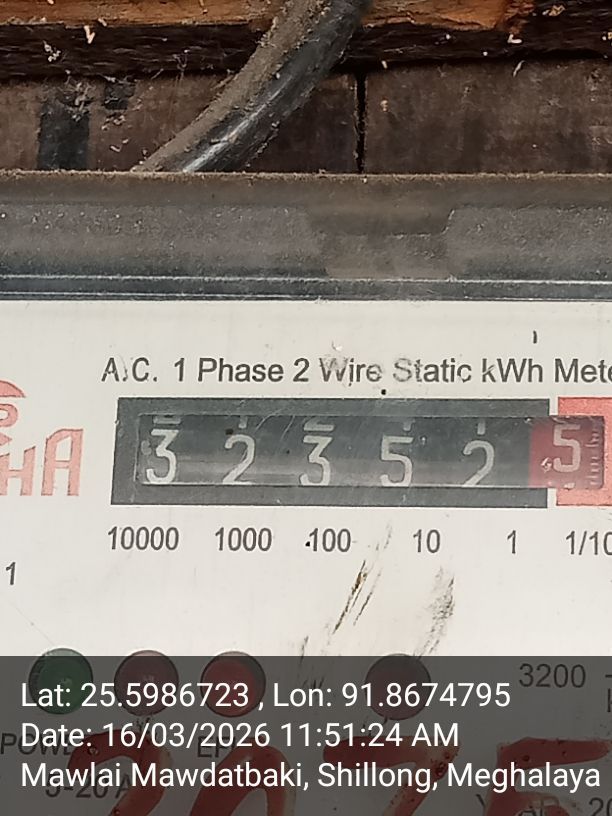 A.C. 1 Phase 2 Wire Static kWh Mete
HA
3 2 3 5 2 5
10000 1000 100 10 1 1/10
1
3200
Lat: 25.5986723 , Lon: 91.8674795
Date: 16/03/2026 11:51:24 AM
5-20 A
Mawlai Mawdatbaki, Shillong, Meghalaya